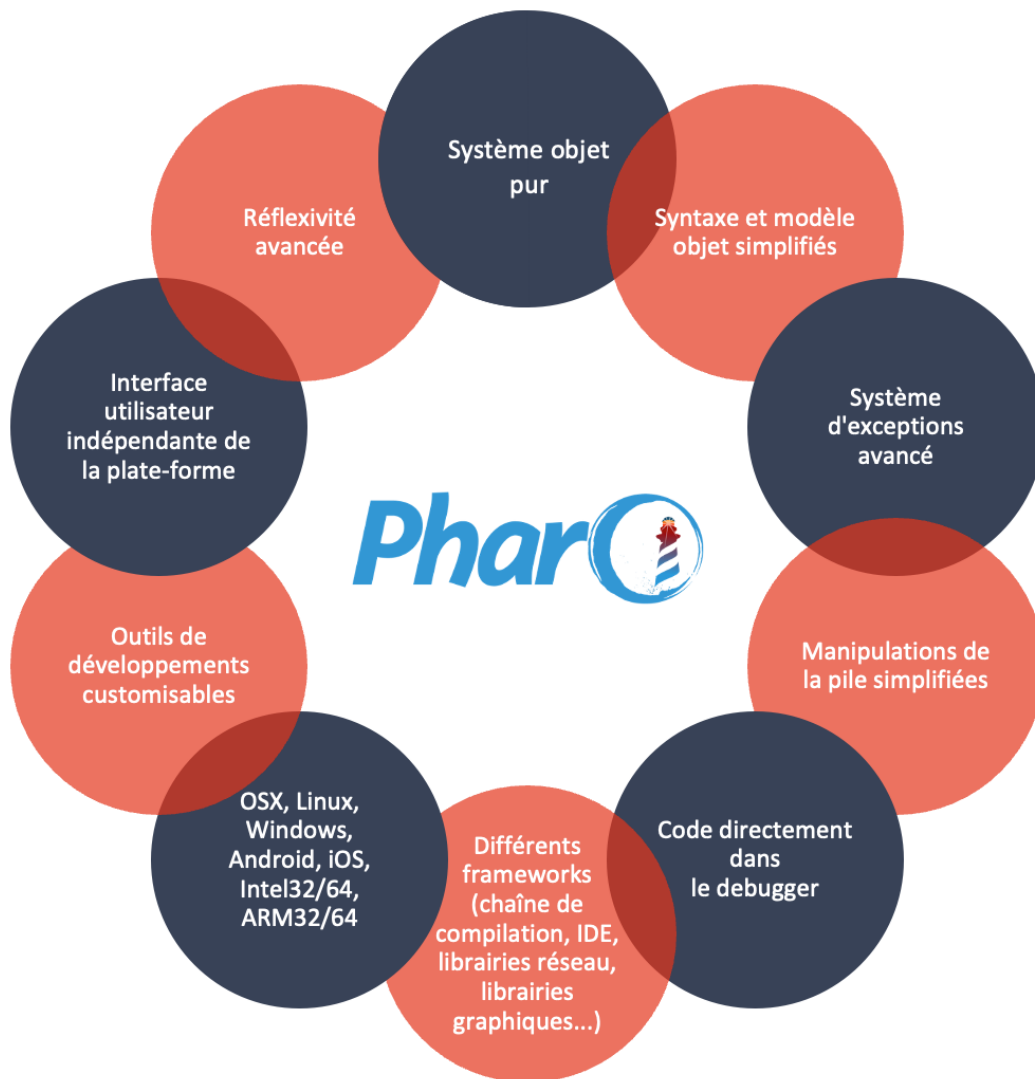 Système objet
pur
Syntaxe et modèle
objet simplifiés
Système
d'exceptions
avancé
Manipulations de
la pile simplifiées
Code directement
dans
le debugger
Différents
frameworks
(chaîne de
compilation, IDE,
librairies réseau,
librairies
graphiques...)
OSX, Linux,
Windows,
Android, iOS,
Intel32/64,
ARM32/64
Outils de
développements
customisables
Interface
utilisateur
indépendante de
la plate-forme
Réflexivité
avancée
Pharo